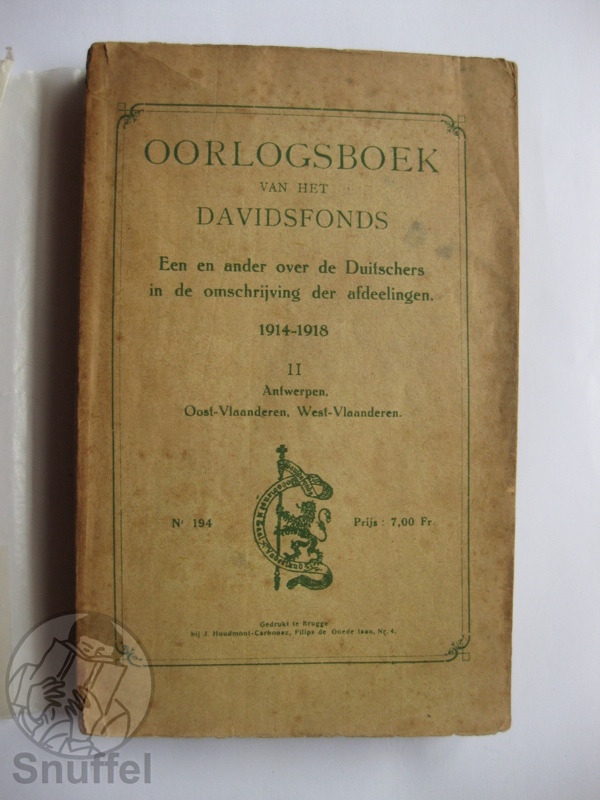 OORLOGSBOEK
VAN HET
DAVIDSFONDS
Een en ander over de Duitschers
in de omschrijving der afdeelingen.
1914-1918
II
Antwerpen,
Oost-Vlaanderen, West-Vlaanderen.
Nr 194
Prijs : 7,00 Fr.
Gedrukt te Brugge
bij J. Houdmont-Carbonez, Filips de Goede laan, Nr. 4.
Snuffel